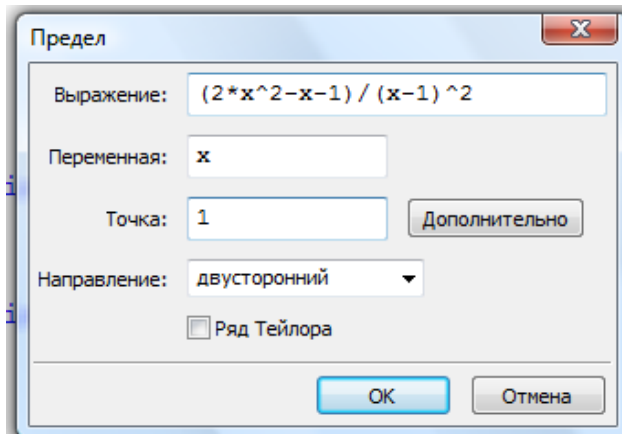 Предел
Выражение: (2*x^2-x-1)/(x-1)^2
Переменная: x
Точка: 1 Дополнительно
Направление: двусторонний
Ряд Тейлора
OK Отмена